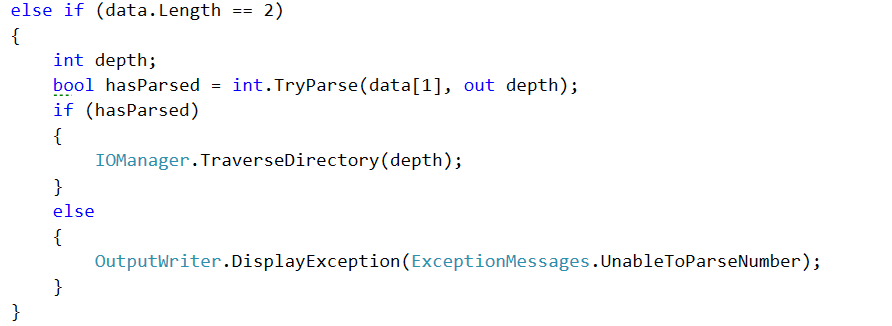 else if (data.Length == 2)
{
    int depth;
    bool hasParsed = int.TryParse(data[1], out depth);
    if (hasParsed)
    {
        IOManager.TraverseDirectory(depth);
    }
    else
    {
        OutputWriter.DisplayException(ExceptionMessages.UnableToParseNumber);
    }
}